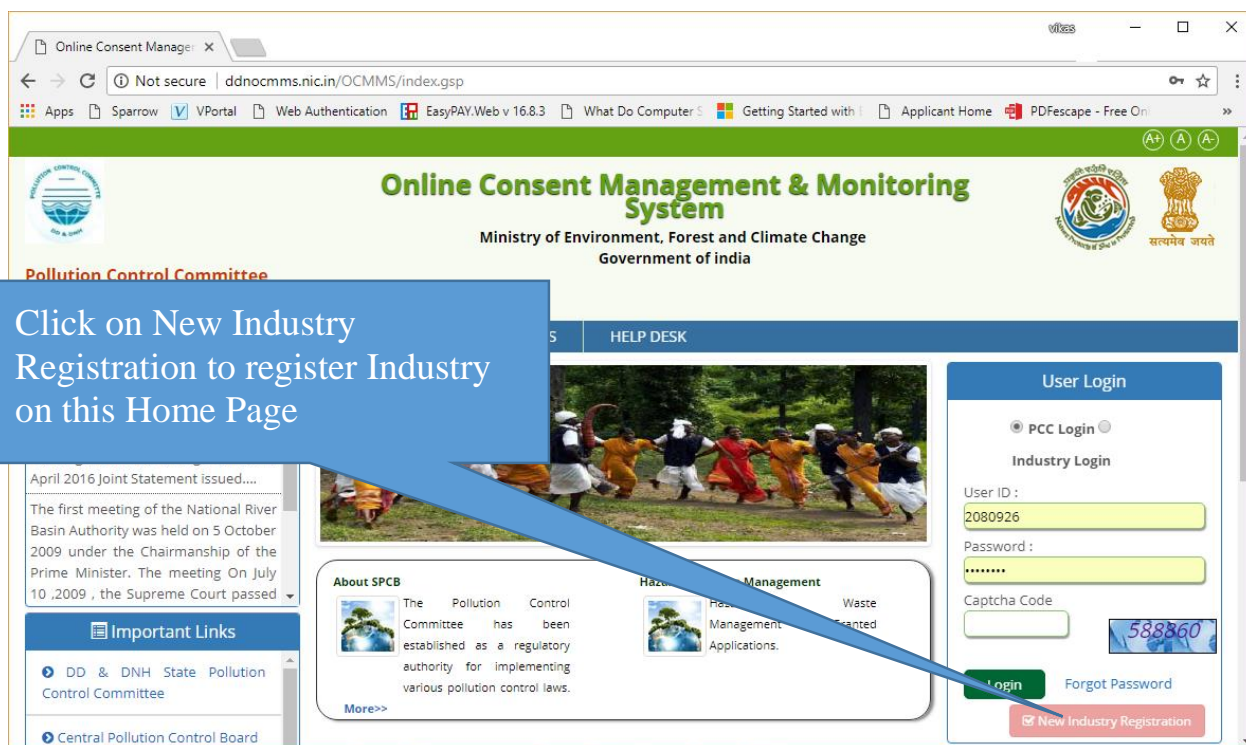 vikas
Online Consent Manager
Not secure | ddnocmms.nic.in/OCMMS/index.gsp
Apps Sparrow VPortal Web Authentication EasyPAY.Web v 16.8.3 What Do Computer S Getting Started with Applicant Home PDFescape - Free Onl »
A+ A A-
POLLUTION CONTROL COMMITTEE
DD & DNH
Online Consent Management & Monitoring
System
Ministry of Environment, Forest and Climate Change
Government of india
सत्यमेव जयते
Pollution Control Committee
Click on New Industry
Registration to register Industry
on this Home Page
S HELP DESK
April 2016 Joint Statement issued....
The first meeting of the National River
Basin Authority was held on 5 October
2009 under the Chairmanship of the
Prime Minister. The meeting On July
10 ,2009 , the Supreme Court passed
Important Links
DD & DNH State Pollution
Control Committee
Central Pollution Control Board
About SPCB
The Pollution Control
Committee has been
established as a regulatory
authority for implementing
various pollution control laws.
More>>
Management
Waste
Management
Applications.
User Login
PCC Login
Industry Login
User ID :
2080926
Password :
••••••••
Captcha Code
588860
Login Forgot Password
New Industry Registration